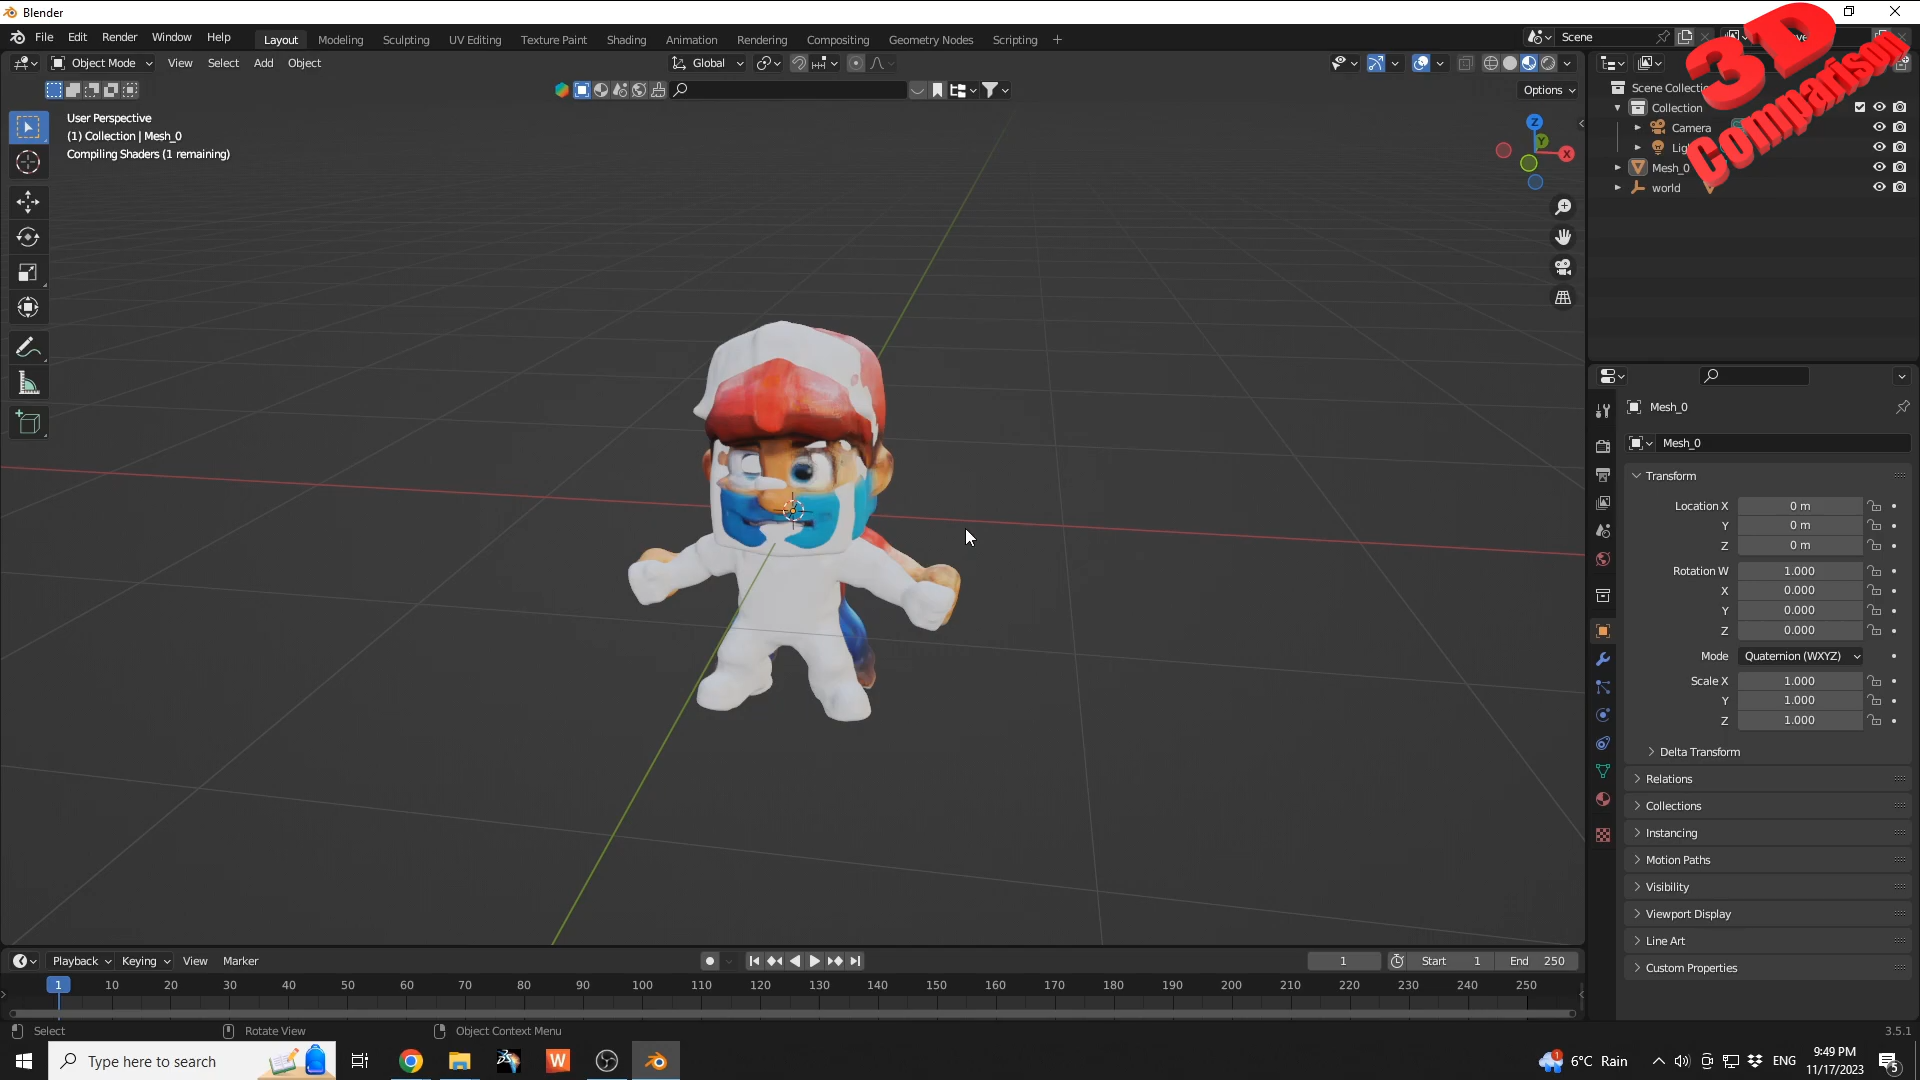 Blender
File Edit Render Window Help
Layout Modeling Sculpting UV Editing Texture Paint Shading Animation Rendering Compositing Geometry Nodes Scripting +
Scene
Object Mode View Select Add Object
Global
Options
User Perspective
(1) Collection | Mesh_0
Compiling Shaders (1 remaining)
Z
Y
X
3D
Comparison
Scene Collectio
Collection
Camera
Lig
Mesh_0
world
Mesh_0
Mesh_0
Transform
Location X 0 m
Y 0 m
Z 0 m
Rotation W 1.000
X 0.000
Y 0.000
Z 0.000
Mode Quaternion (WXYZ)
Scale X 1.000
Y 1.000
Z 1.000
Delta Transform
Relations
Collections
Instancing
Motion Paths
Visibility
Viewport Display
Line Art
Custom Properties
Playback Keying View Marker
1 Start 1 End 250
1 10 20 30 40 50 60 70 80 90 100 110 120 130 140 150 160 170 180 190 200 210 220 230 240 250
Select Rotate View Object Context Menu
3.5.1
Type here to search
W
1
6°C Rain
ENG
9:49 PM
11/17/2023
5